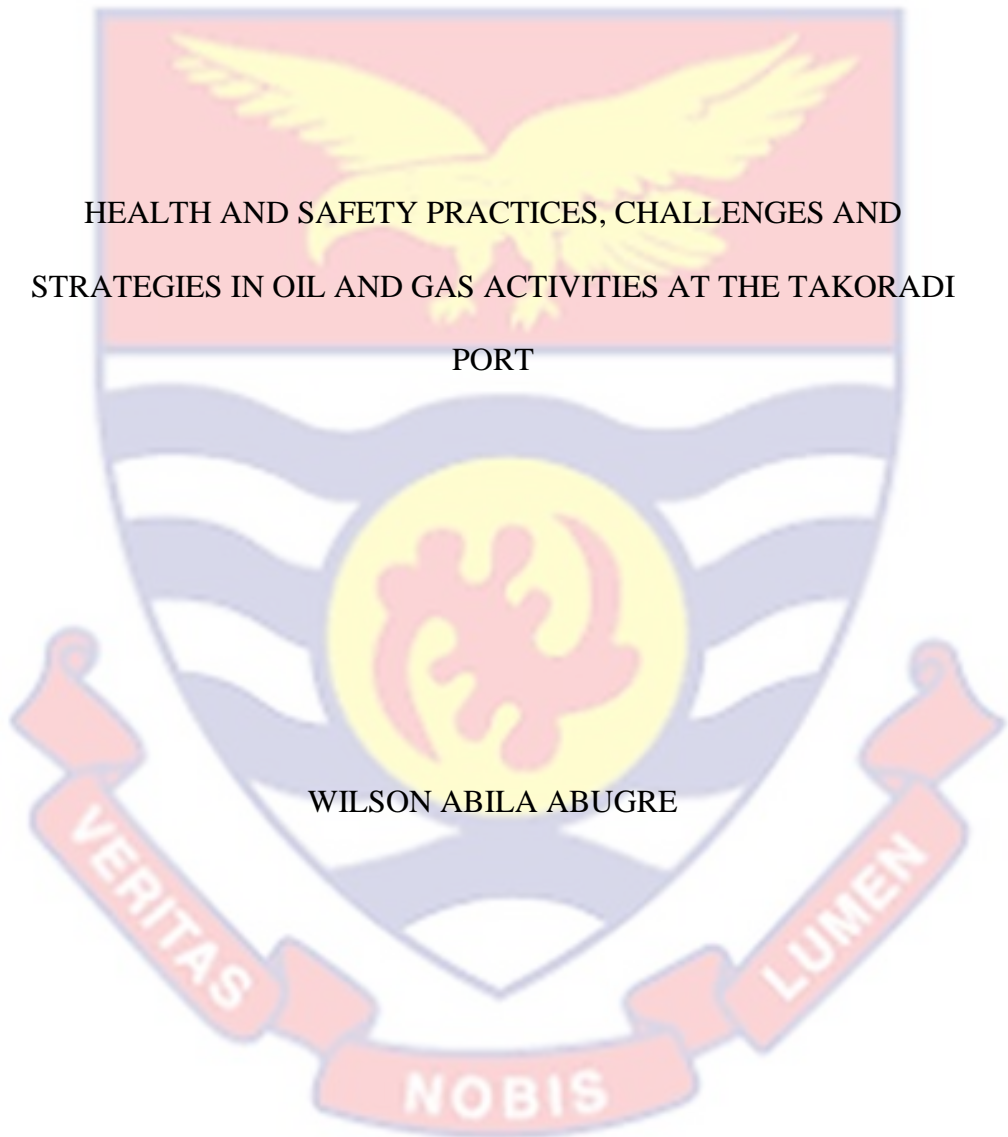 HEALTH AND SAFETY PRACTICES, CHALLENGES AND
STRATEGIES IN OIL AND GAS ACTIVITIES AT THE TAKORADI
PORT
WILSON ABILA ABUGRE
VERITAS
NOBIS
LUMEN